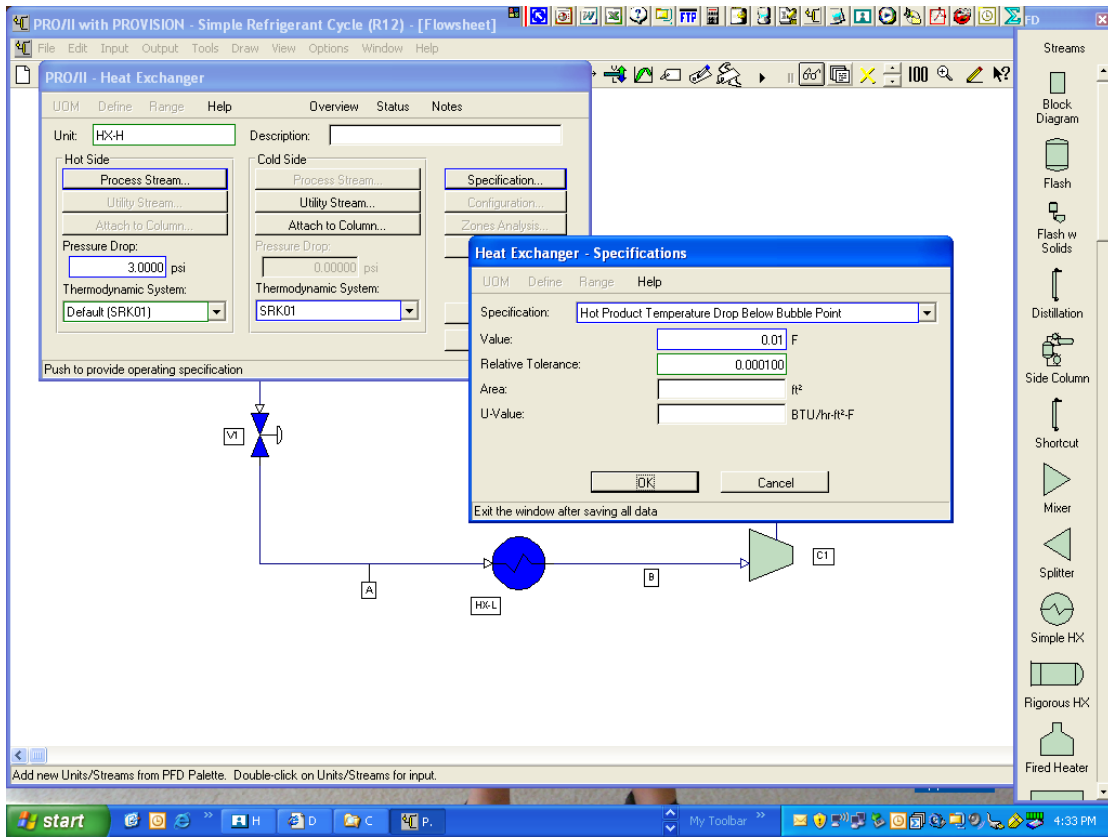 PRO/II with PROVISION - Simple Refrigerant Cycle (R12) - [Flowsheet]
FTP
FD
File Edit Input Output Tools Draw View Options Window Help
Streams
100
PRO/II - Heat Exchanger
UOM Define Range Help Overview Status Notes
Unit: HX-H Description:
Hot Side Cold Side
Process Stream... Process Stream... Specification...
Utility Stream... Utility Stream... Configuration...
Attach to Column... Attach to Column... Zones Analysis...
Pressure Drop: Pressure Drop:
3.0000 psi 0.00000 psi
Thermodynamic System: Thermodynamic System:
Default (SRK01) SRK01
Push to provide operating specification
Heat Exchanger - Specifications
UOM Define Range Help
Specification: Hot Product Temperature Drop Below Bubble Point
Value: 0.01 F
Relative Tolerance: 0.000100
Area: ft²
U-Value: BTU/hr-ft²-F
OK Cancel
Exit the window after saving all data
V1
A
HX-L
B
C1
Block
Diagram
Flash
Flash w
Solids
Distillation
Side Column
Shortcut
Mixer
Splitter
Simple HX
Rigorous HX
Fired Heater
Add new Units/Streams from PFD Palette. Double-click on Units/Streams for input.
start H D C P. My Toolbar 4:33 PM